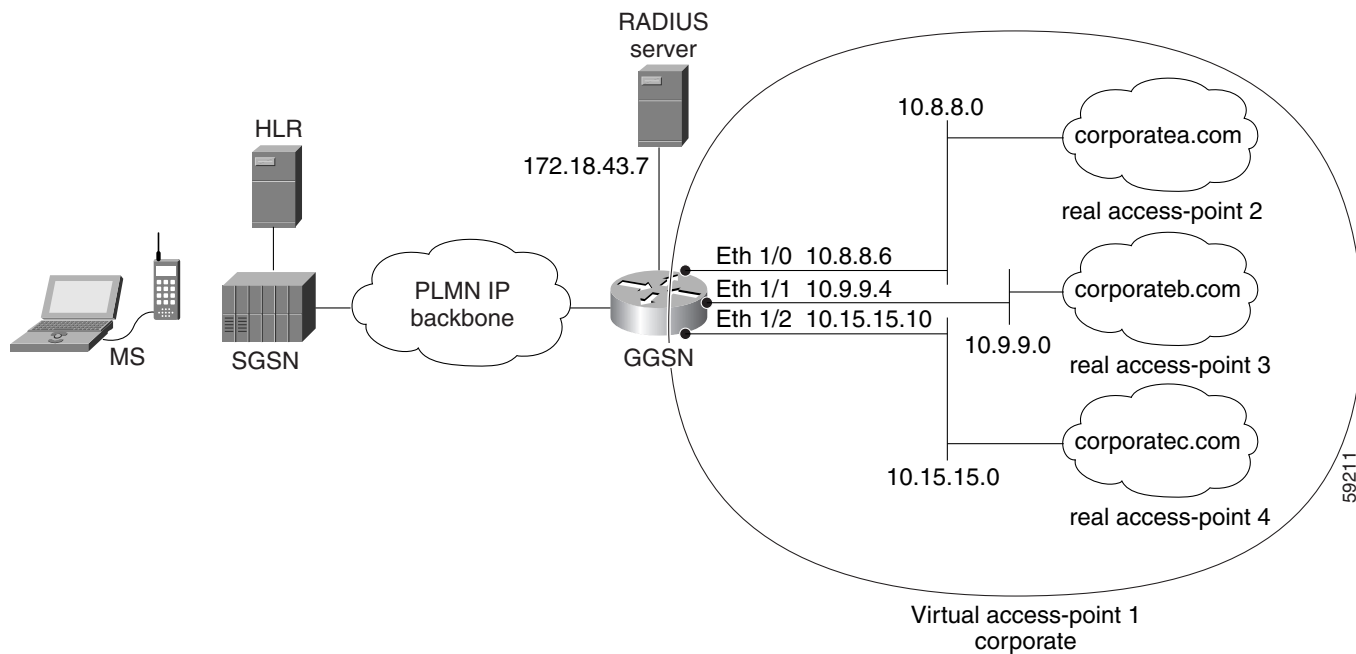 RADIUS
server
HLR
172.18.43.7
10.8.8.0
corporatea.com
real access-point 2
Eth 1/0 10.8.8.6
Eth 1/1 10.9.9.4
Eth 1/2 10.15.15.10
corporateb.com
10.9.9.0
real access-point 3
PLMN IP
backbone
MS
SGSN
GGSN
corporatec.com
10.15.15.0
real access-point 4
59211
Virtual access-point 1
corporate